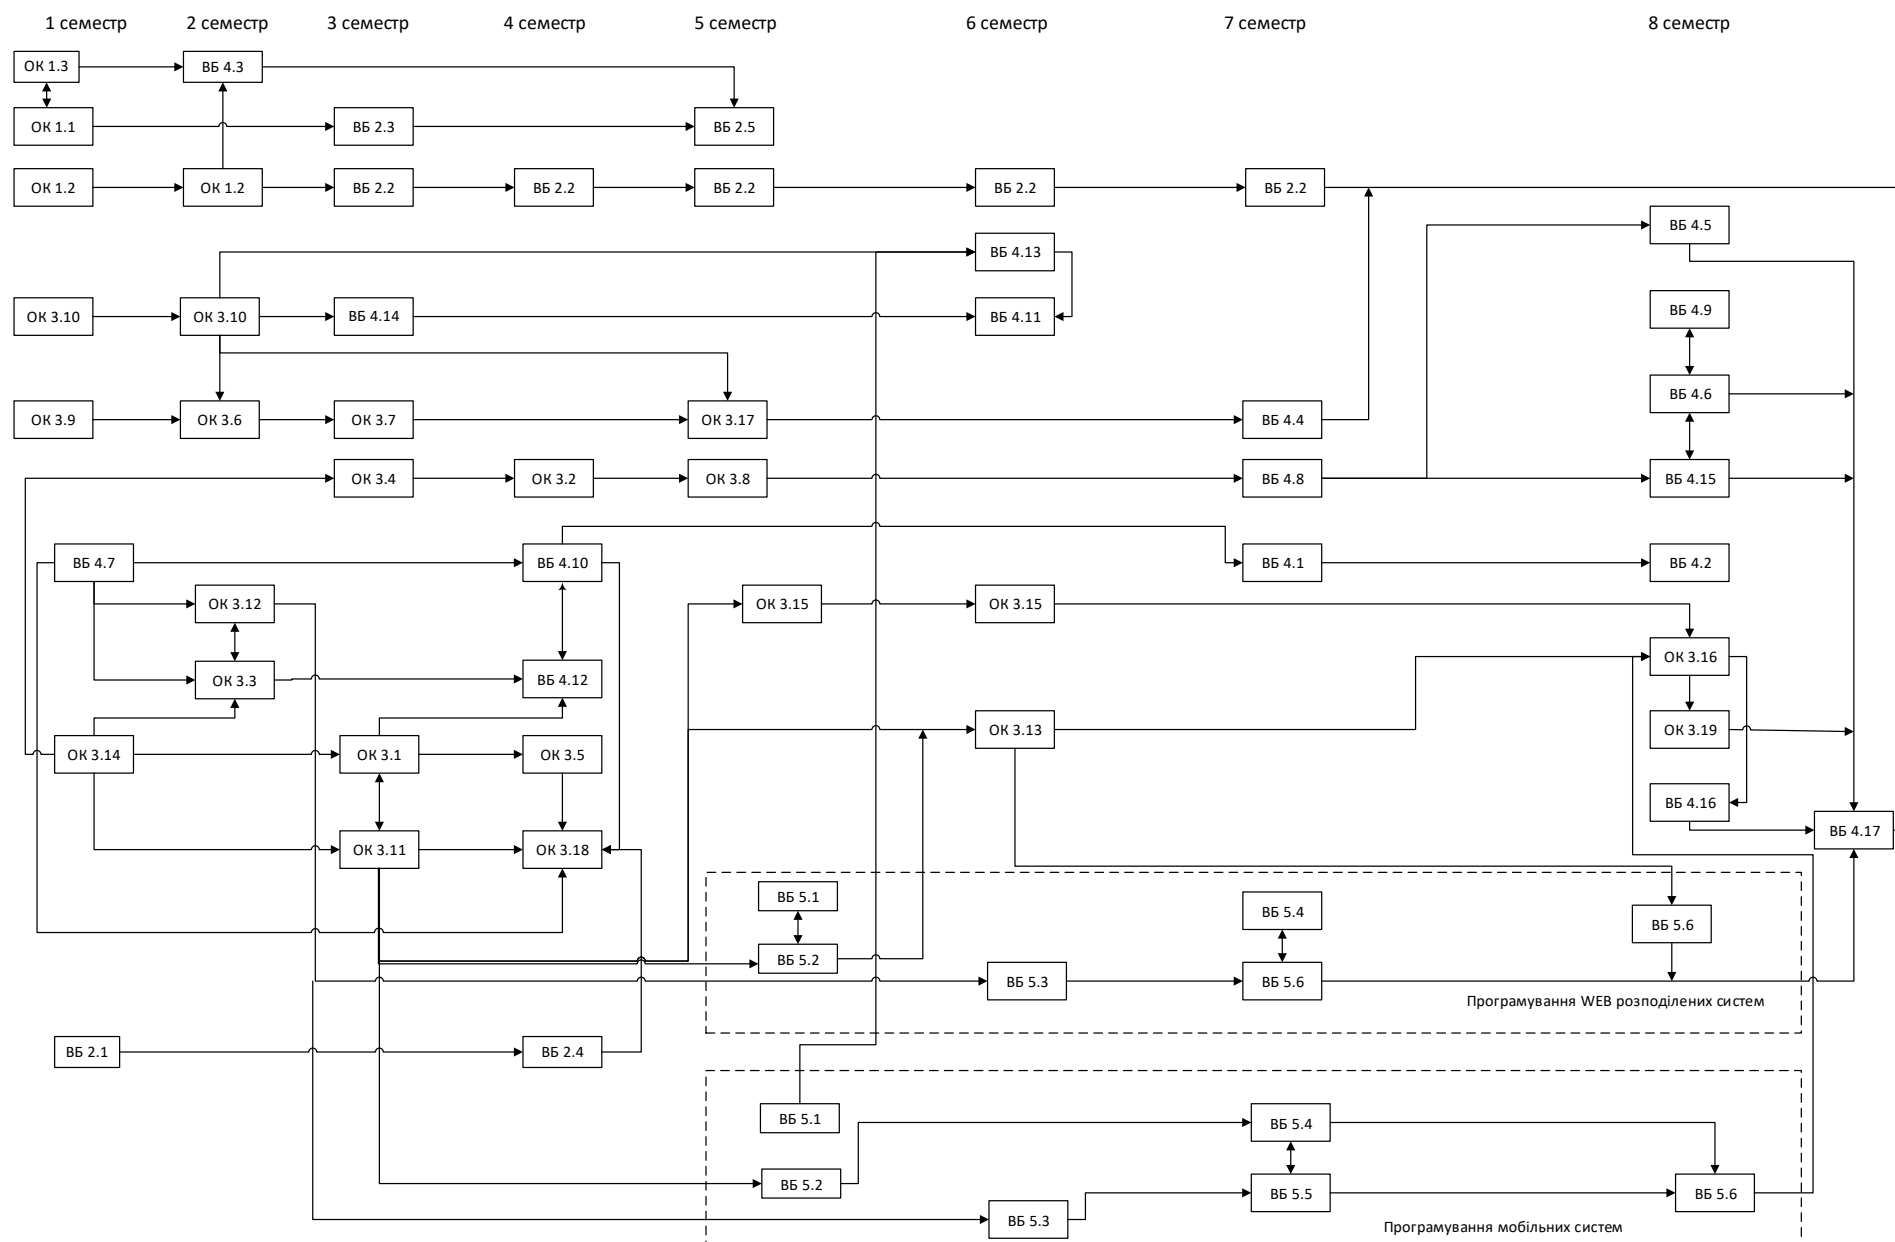 1 семестр
2 семестр
3 семестр
4 семестр
5 семестр
6 семестр
7 семестр
8 семестр
ОК 1.3
ВБ 4.3
ОК 1.1
ВБ 2.3
ВБ 2.5
ОК 1.2
ОК 1.2
ВБ 2.2
ВБ 2.2
ВБ 2.2
ВБ 2.2
ВБ 2.2
ВБ 4.5
ВБ 4.13
ОК 3.10
ОК 3.10
ВБ 4.14
ВБ 4.11
ВБ 4.9
ВБ 4.6
ОК 3.9
ОК 3.6
ОК 3.7
ОК 3.17
ВБ 4.4
ОК 3.4
ОК 3.2
ОК 3.8
ВБ 4.8
ВБ 4.15
ВБ 4.7
ВБ 4.10
ВБ 4.1
ВБ 4.2
ОК 3.12
ОК 3.15
ОК 3.15
ОК 3.16
ОК 3.3
ВБ 4.12
ОК 3.13
ОК 3.19
ОК 3.14
ОК 3.1
ОК 3.5
ВБ 4.16
ВБ 4.17
ОК 3.11
ОК 3.18
ВБ 5.1
ВБ 5.4
ВБ 5.6
ВБ 5.2
ВБ 5.3
ВБ 5.6
Програмування WEB розподілених систем
ВБ 2.1
ВБ 2.4
ВБ 5.1
ВБ 5.4
ВБ 5.2
ВБ 5.5
ВБ 5.6
ВБ 5.3
Програмування мобільних систем